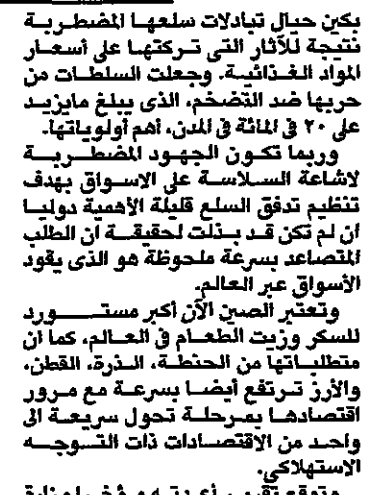 بكين حيال تبادلات سلعها المضطربة
نتيجة للآثار التى تركتها على أسعار
المواد الغذائية. وجعلت السلطات من
حربها ضد التضخم، الذى يبلغ مايزيد
على ٢٠ فى المائة فى المدن، أهم أولوياتها.
وربما تكون الجهود المضطربة
لاشاعة السلاسة على الاسواق بهدف
تنظيم تدفق السلع قليلة الأهمية دوليا
ان لم تكن قد بذلت لحقيقة ان الطلب
المتصاعد بسرعة ملحوظة هو الذى يقود
الأسواق عبر العالم.
وتعتبر الصين الآن أكبر مستورد
للسكر وزيت الطعام فى العالم، كما ان
متطلباتها من الحنطة، الذرة، القطن،
والأرز ترتفع أيضا بسرعة مع مرور
اقتصادها بمرحلة تحول سريعة الى
واحد من الاقتصادات ذات التوجه
الاستهلاكي.